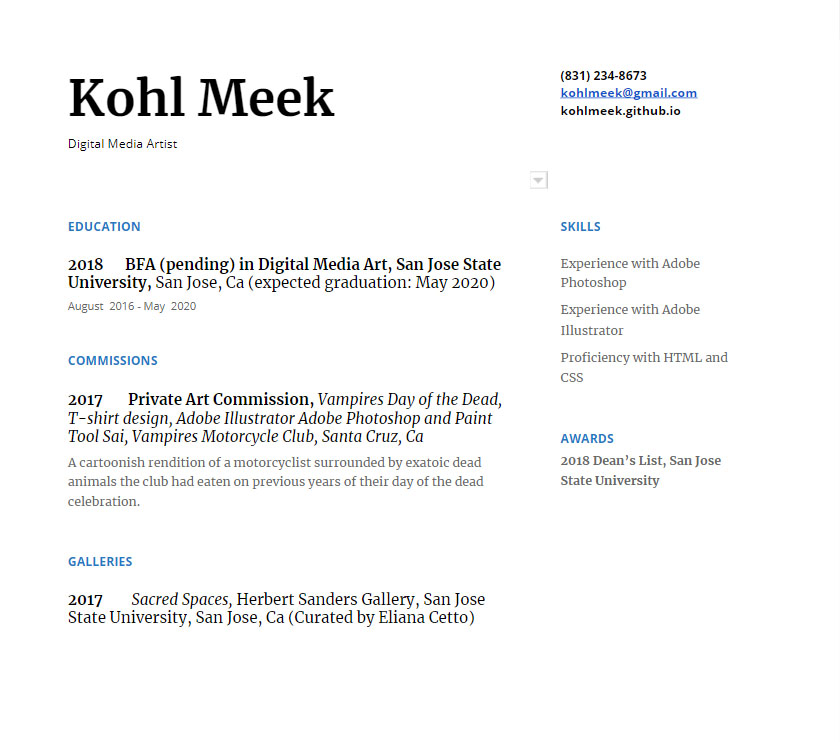 Kohl Meek
Digital Media Artist
(831) 234-8673
kohlmeek@gmail.com
kohlmeek.github.io
EDUCATION
2018 BFA (pending) in Digital Media Art, San Jose State
University, San Jose, Ca (expected graduation: May 2020)
August 2016 - May 2020
COMMISSIONS
2017 Private Art Commission, Vampires Day of the Dead,
T-shirt design, Adobe Illustrator Adobe Photoshop and Paint
Tool Sai, Vampires Motorcycle Club, Santa Cruz, Ca
A cartoonish rendition of a motorcyclist surrounded by exatoic dead
animals the club had eaten on previous years of their day of the dead
celebration.
GALLERIES
2017 Sacred Spaces, Herbert Sanders Gallery, San Jose
State University, San Jose, Ca (Curated by Eliana Cetto)
SKILLS
Experience with Adobe
Photoshop
Experience with Adobe
Illustrator
Proficiency with HTML and
CSS
AWARDS
2018 Dean’s List, San Jose
State University